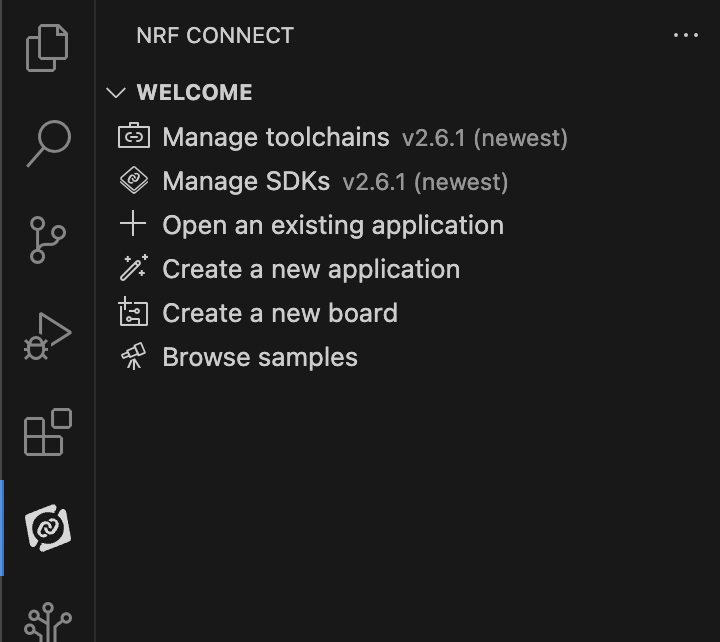 NRF CONNECT
WELCOME
Manage toolchains v2.6.1 (newest)
Manage SDKs v2.6.1 (newest)
Open an existing application
Create a new application
Create a new board
Browse samples